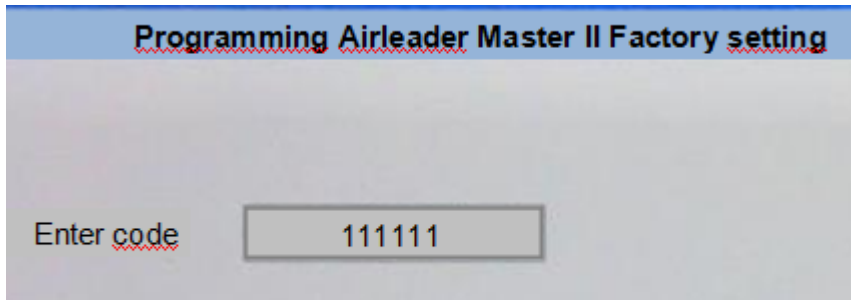 Programming Airleader Master II Factory setting
Enter code 111111